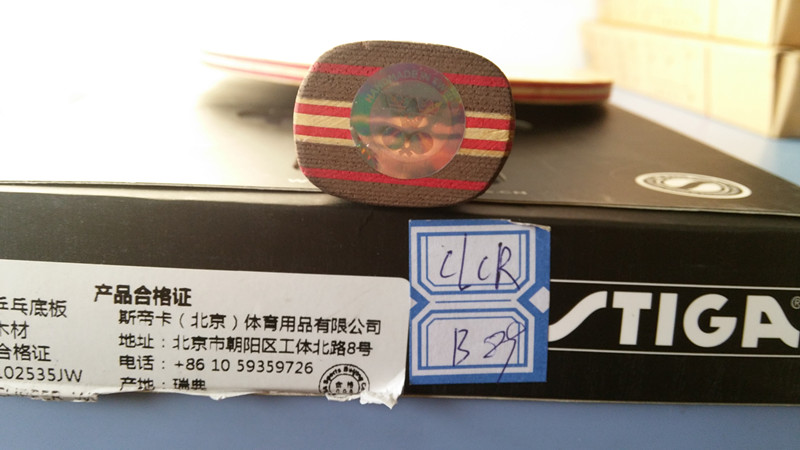 乒乓底板
木材
合格证
102535JW
产品合格证
斯帝卡（北京）体育用品有限公司
地址：北京市朝阳区工体北路8号
电话：+86 10 59359726
产地：瑞典
CLCR
STIGA®